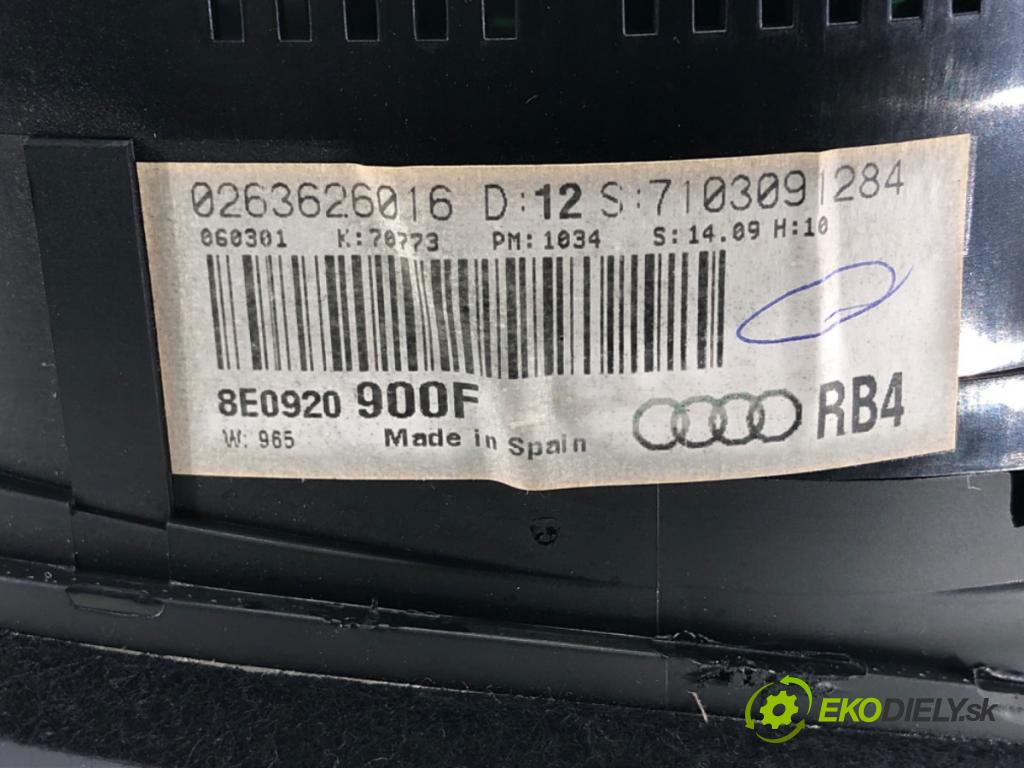 0263626016 D:12 S:7103091284
060301 K:70773 PM:1034 S:14.09 H:10
8E0920 900F RB4
W: 965 Made in Spain
EKODIELY.sk